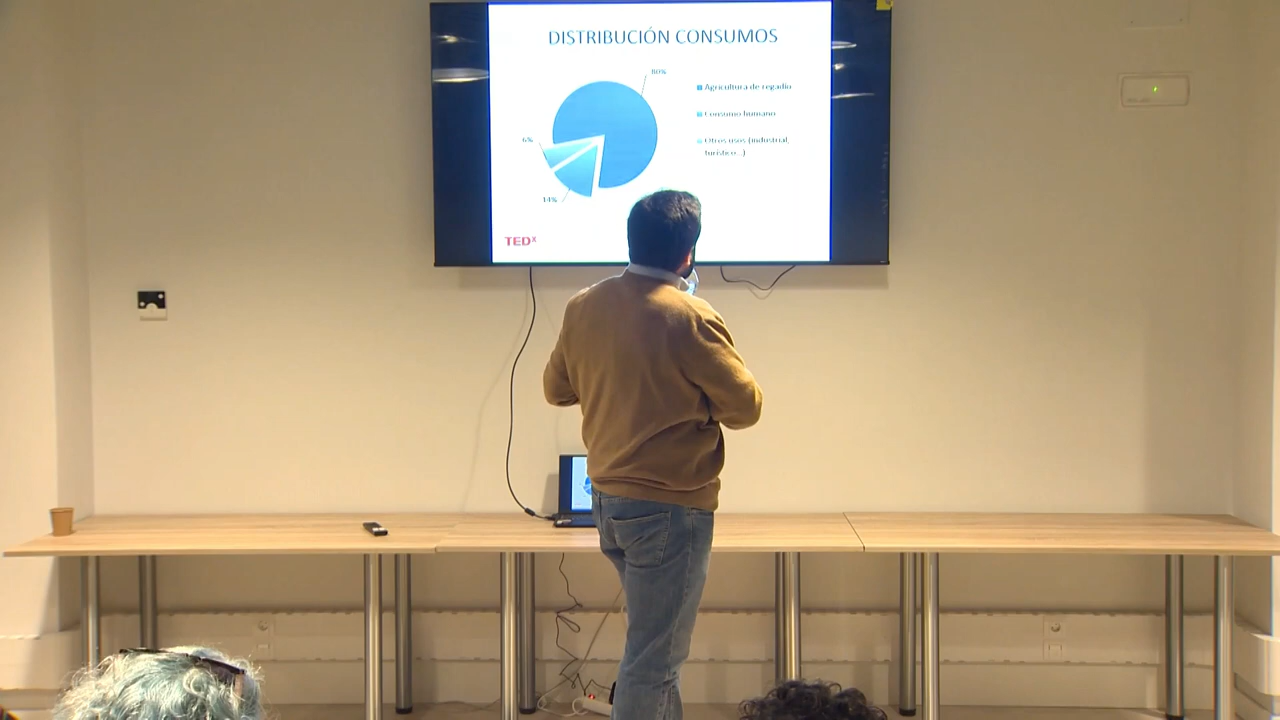 DISTRIBUCIÓN CONSUMOS
80%
Agricultura de regadío
Consumo humano
6%
Otros usos (industrial,
turístico...)
14%
TEDx